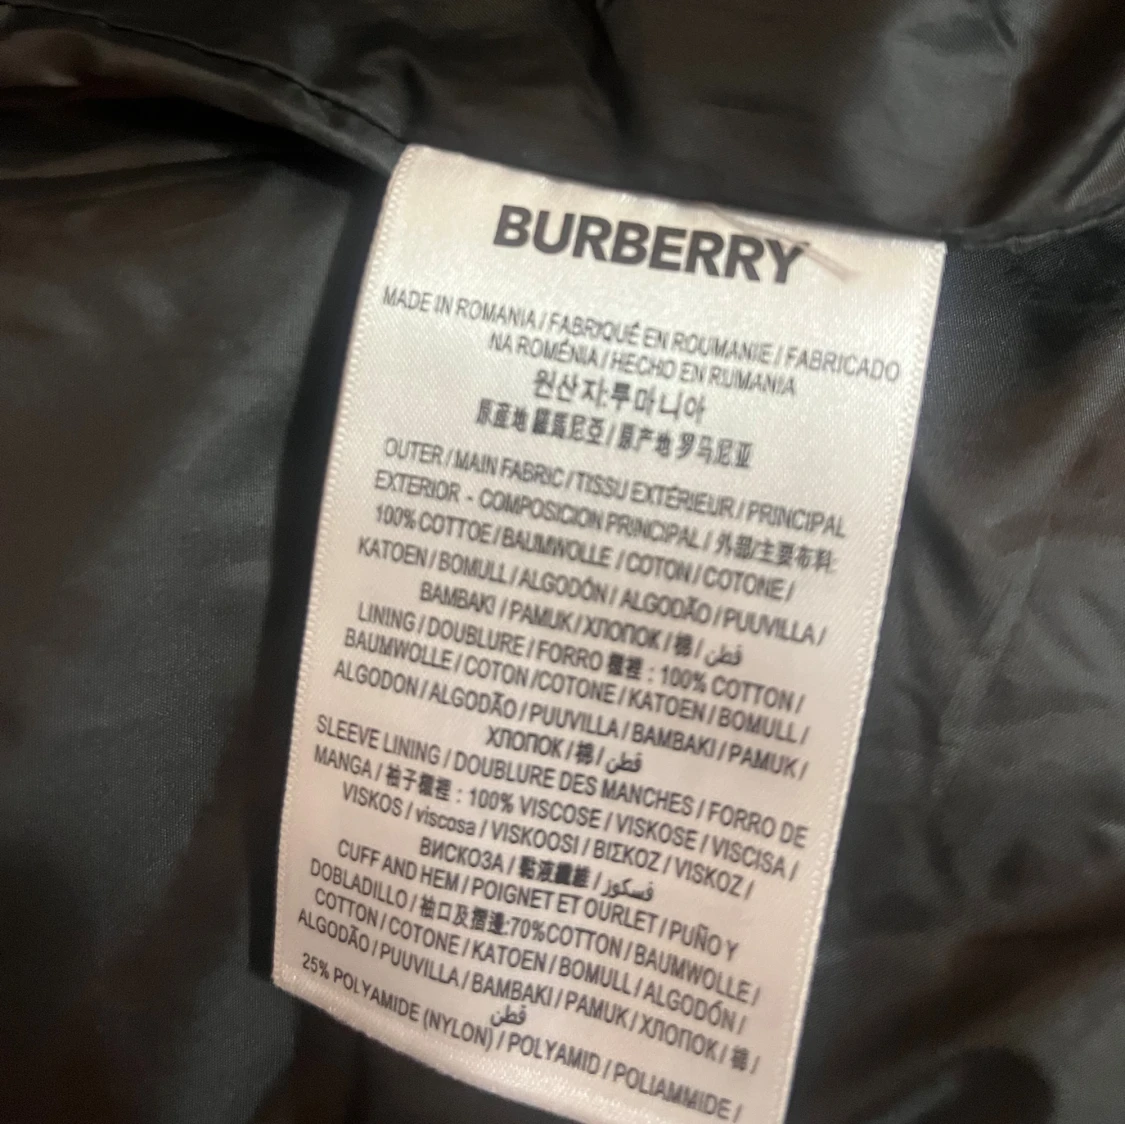 BURBERRY
MADE IN ROMANIA / FABRIQUÉ EN ROUMANIE / FABRICADO
NA ROMÉNIA / HECHO EN RUMANIA
원산지:루마니아
原産地 羅馬尼亞 / 原产地 罗马尼亚
OUTER / MAIN FABRIC / TISSU EXTÉRIEUR / PRINCIPAL
EXTERIOR - COMPOSICION PRINCIPAL / 外部/主要布料:
100% COTTOE / BAUMWOLLE / COTON / COTONE /
KATOEN / BOMULL / ALGODÓN / ALGODÃO / PUUVILLA /
BAMBAKI / PAMUK / ХЛОПОК / 棉 / قطن
LINING / DOUBLURE / FORRO 襯裡 : 100% COTTON /
BAUMWOLLE / COTON /COTONE / KATOEN / BOMULL /
ALGODON / ALGODÃO / PUUVILLA / BAMBAKI / PAMUK /
ХЛОПОК / 棉 / قطن
SLEEVE LINING / DOUBLURE DES MANCHES / FORRO DE
MANGA / 袖子襯裡 : 100% VISCOSE / VISKOSE / VISCISA /
VISKOS / viscosa / VISKOOSI / ΒΙΣΚΟΖ / VISKOZ /
ВИСКОЗА / 黏液纖維 / فسكوز
CUFF AND HEM / POIGNET ET OURLET / PUÑO Y
DOBLADILLO / 袖口及摺邊:70%COTTON / BAUMWOLLE /
COTTON / COTONE / KATOEN / BOMULL / ALGODÓN /
ALGODÃO / PUUVILLA / BAMBAKI / PAMUK / ХЛОПОК / 棉 /
قطن
25% POLYAMIDE (NYLON) / POLYAMID / POLIAMMIDE /